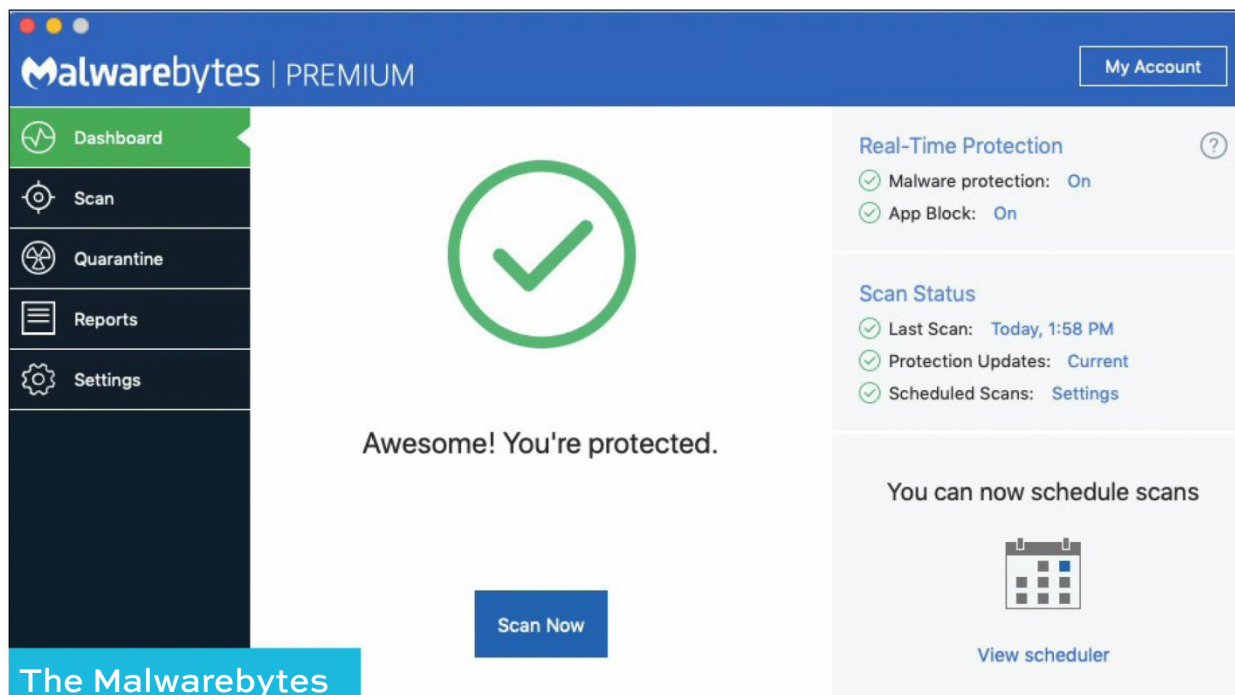 Malwarebytes | PREMIUM
My Account
Dashboard
Scan
Quarantine
Reports
Settings
Awesome! You're protected.
Scan Now
Real-Time Protection
?
Malware protection: On
App Block: On
Scan Status
Last Scan: Today, 1:58 PM
Protection Updates: Current
Scheduled Scans: Settings
You can now schedule scans
View scheduler
The Malwarebytes